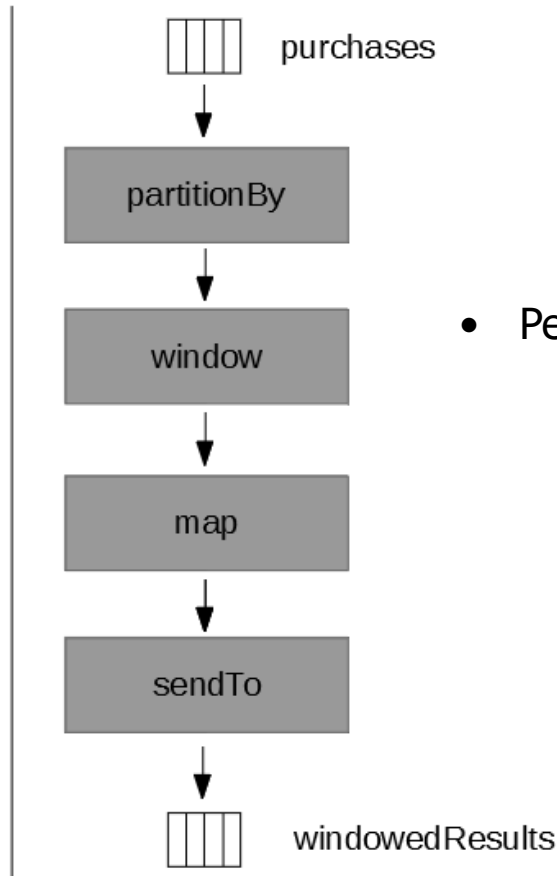 purchases
partitionBy
window
• Pe
map
sendTo
windowedResults